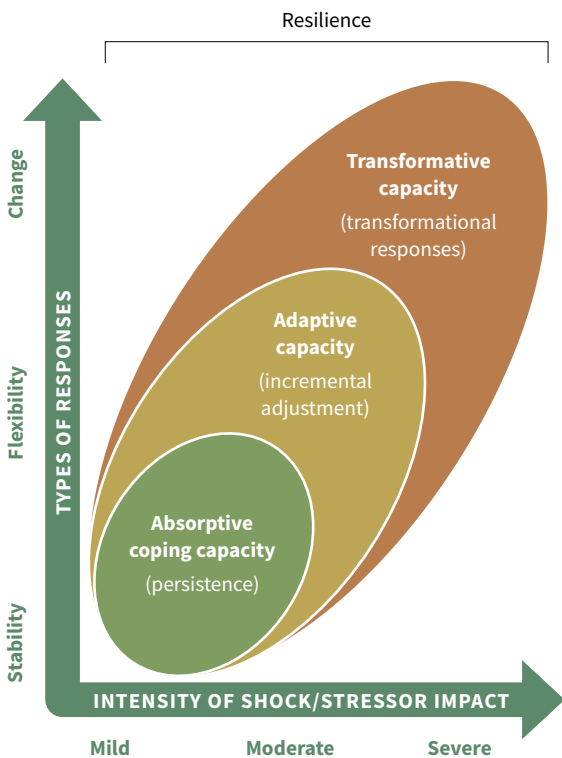 Resilience
Change
Flexibility
Stability
TYPES OF RESPONSES
Transformative
capacity
(transformational
responses)
Adaptive
capacity
(incremental
adjustment)
Absorptive
coping capacity
(persistence)
INTENSITY OF SHOCK/STRESSOR IMPACT
Mild
Moderate
Severe